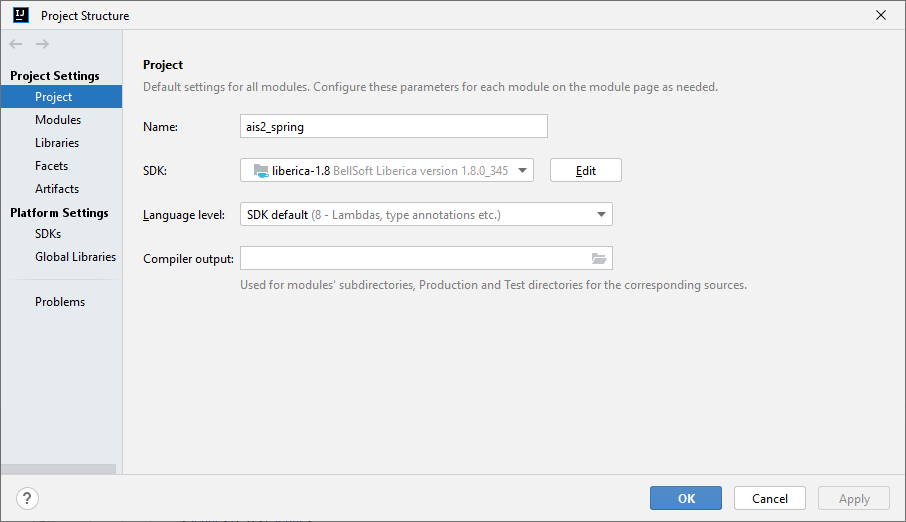 IJ
Project Structure
Project Settings
Project
Modules
Libraries
Facets
Artifacts
Platform Settings
SDKs
Global Libraries
Problems
Project
Default settings for all modules. Configure these parameters for each module on the module page as needed.
Name: ais2_spring
SDK: liberica-1.8 BellSoft Liberica version 1.8.0_345 Edit
Language level: SDK default (8 - Lambdas, type annotations etc.)
Compiler output:
Used for modules' subdirectories, Production and Test directories for the corresponding sources.
? OK Cancel Apply